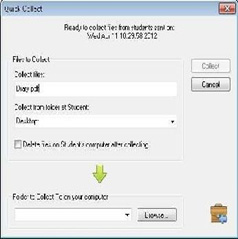 Quick Collect
Ready to collect files from students sent on:
Wed Apr 11 10:29:58 2012
Files to Collect
Collect files:
Diary.pdf
Collect from folder at Student:
Desktop
Delete files on Student's computer after collecting
Folder to Collect To on your computer
Browse...
Collect
Cancel